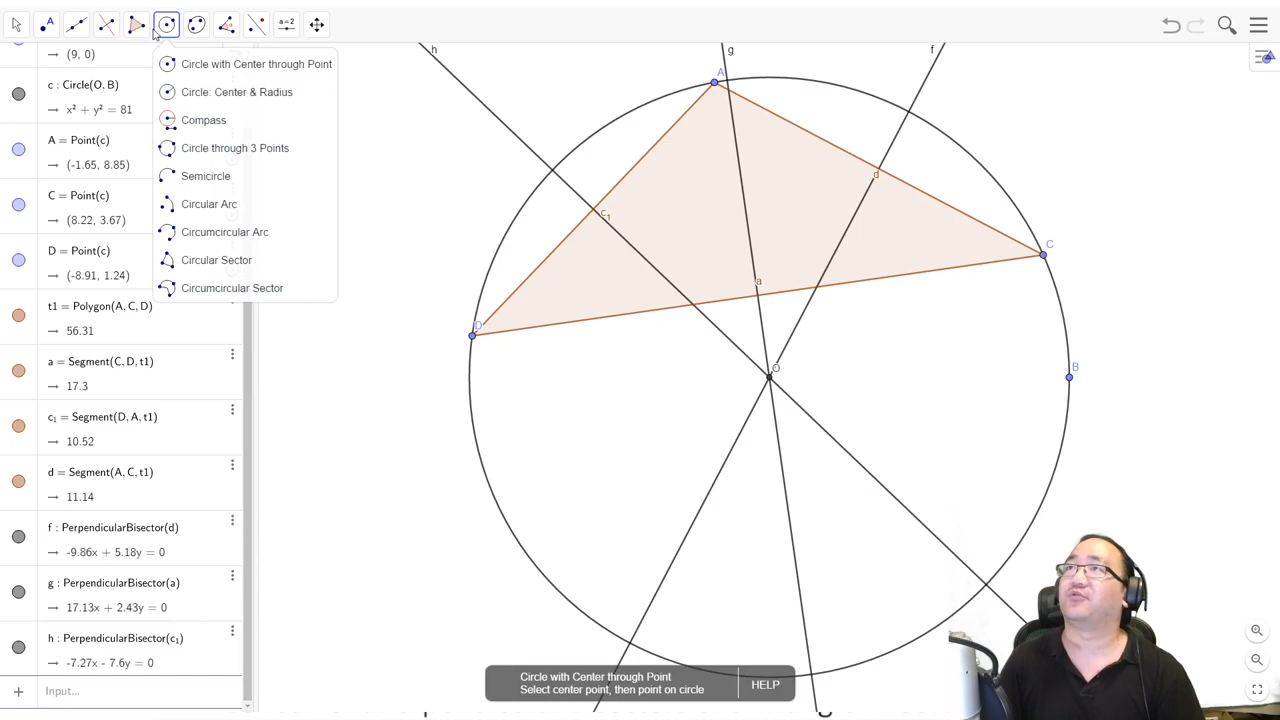 a=2
→ (9, 0)
c : Circle(O, B)
→ x² + y² = 81
A = Point(c)
→ (-1.65, 8.85)
C = Point(c)
→ (8.22, 3.67)
D = Point(c)
→ (-8.91, 1.24)
t1 = Polygon(A, C, D)
→ 56.31
a = Segment(C, D, t1)
→ 17.3
c₁ = Segment(D, A, t1)
→ 10.52
d = Segment(A, C, t1)
→ 11.14
f : PerpendicularBisector(d)
→ -9.86x + 5.18y = 0
g : PerpendicularBisector(a)
→ 17.13x + 2.43y = 0
h : PerpendicularBisector(c₁)
→ -7.27x - 7.6y = 0
Input...
Circle with Center through Point
Circle: Center & Radius
Compass
Circle through 3 Points
Semicircle
Circular Arc
Circumcircular Arc
Circular Sector
Circumcircular Sector
h
g
f
A
d
c₁
C
a
D
O
B
Circle with Center through Point
Select center point, then point on circle
HELP